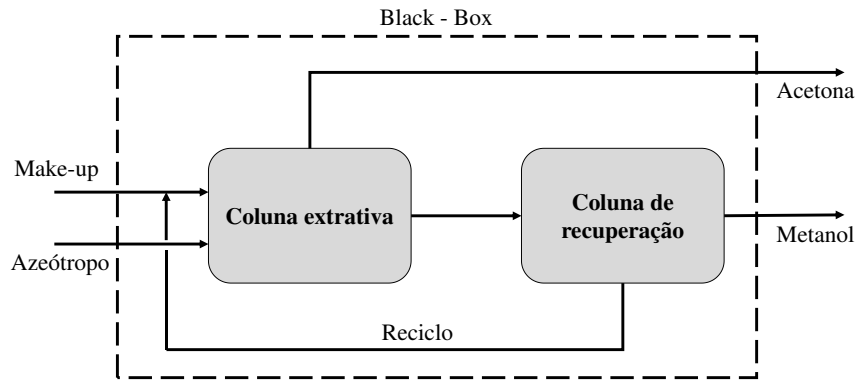 Black - Box
Acetona
Make-up
Coluna extrativa
Coluna de
recuperação
Azeótropo
Metanol
Reciclo